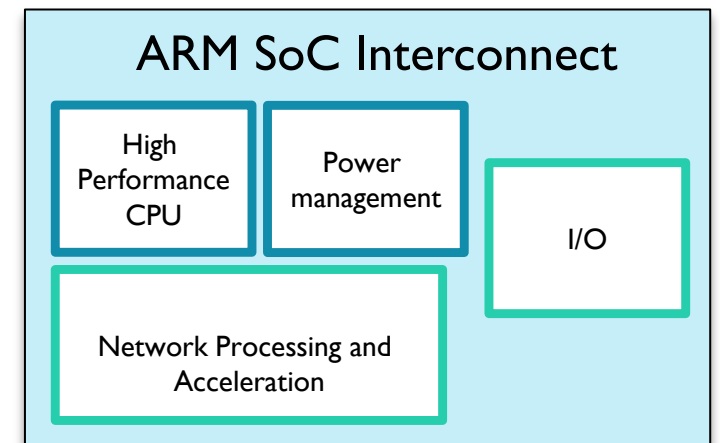 ARM SoC Interconnect
High
Performance
CPU
Power
management
I/O
Network Processing and
Acceleration